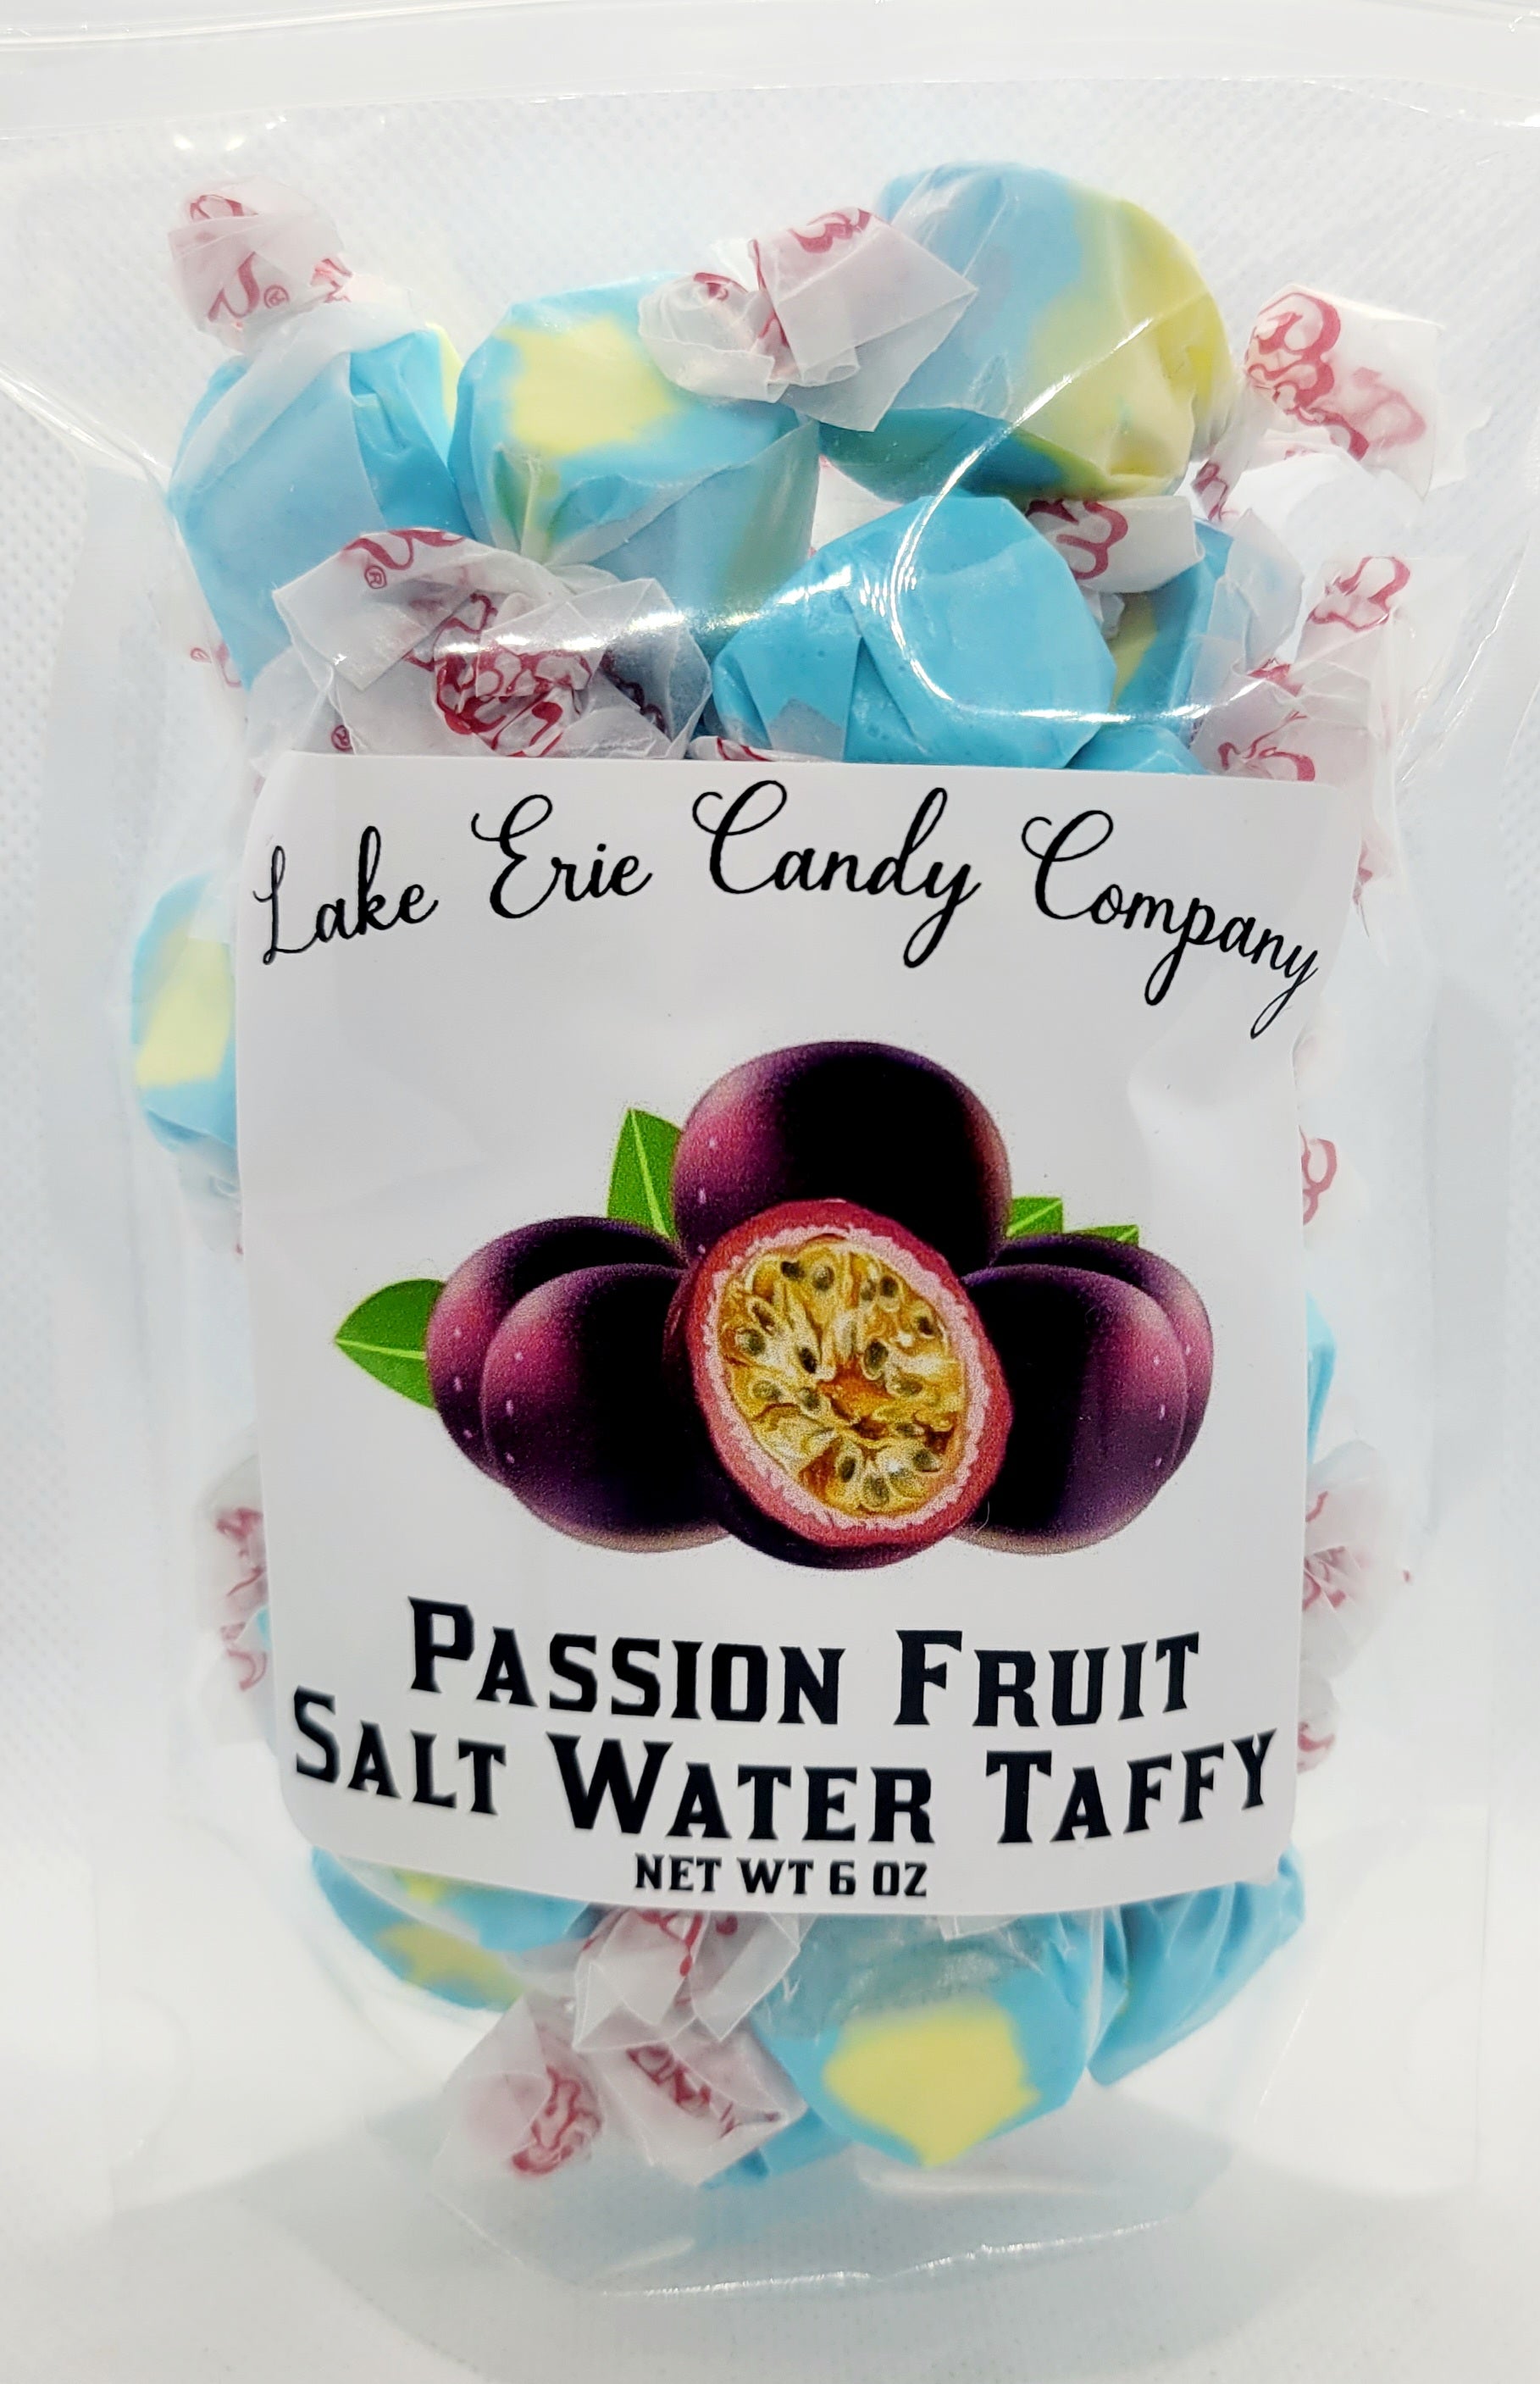 Lake Erie Candy Company
PASSION FRUIT
SALT WATER TAFFY
NET WT 6 OZ